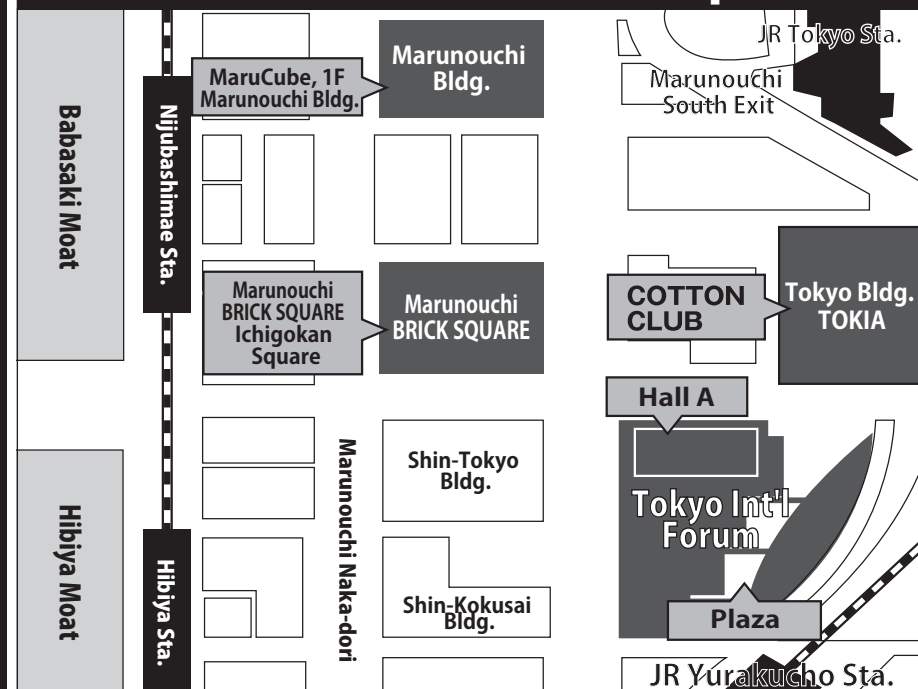 JR Tokyo Sta.
Marunouchi
South Exit
Marunouchi
Bldg.
MaruCube, 1F
Marunouchi Bldg.
Babasaki Moat
Nijubashimae Sta.
Marunouchi
BRICK SQUARE
Ichigokan
Square
Marunouchi
BRICK SQUARE
COTTON
CLUB
Tokyo Bldg.
TOKIA
Hall A
Marunouchi Naka-dori
Shin-Tokyo
Bldg.
Tokyo Int'l
Forum
Hibiya Moat
Hibiya Sta.
Shin-Kokusai
Bldg.
Plaza
JR Yurakucho Sta.